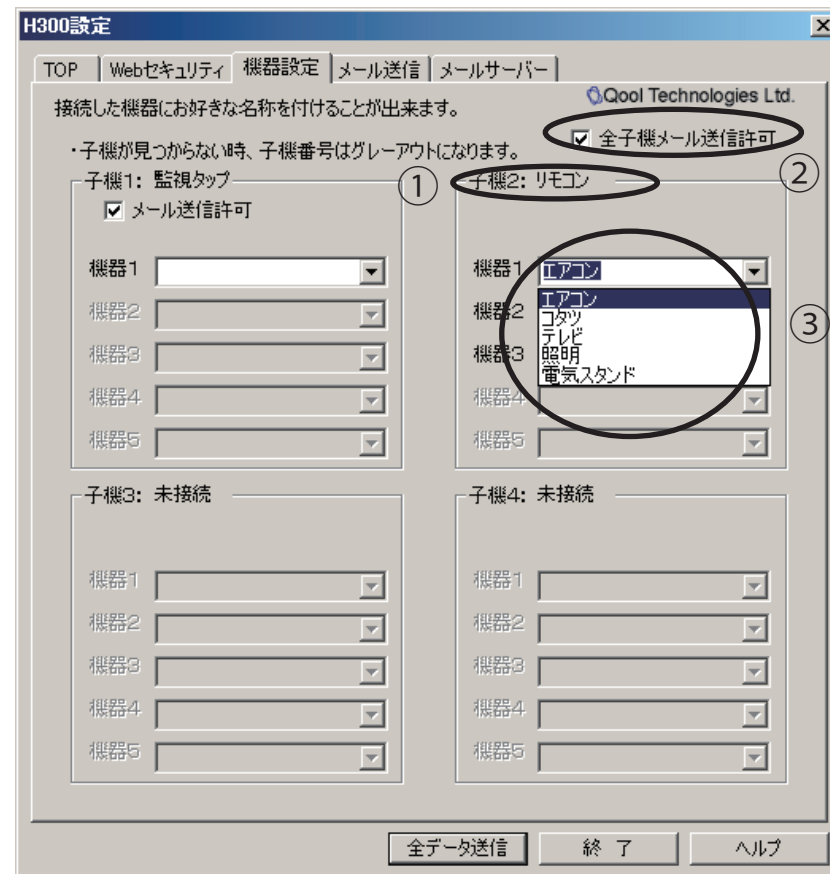 H300設定
TOP Webセキュリティ 機器設定 メール送信 メールサーバー
Qool Technologies Ltd.
接続した機器にお好きな名称を付けることが出来ます。
全子機メール送信許可
・子機が見つからない時、子機番号はグレーアウトになります。
②
子機1: 監視タップ
メール送信許可
機器1
機器2
機器3
機器4
機器5
①
子機2: リモコン
機器1 エアコン
エアコン
機器2 コタツ
テレビ
機器3 照明
電気スタンド
③
機器4
機器5
子機3: 未接続
機器1
機器2
機器3
機器4
機器5
子機4: 未接続
機器1
機器2
機器3
機器4
機器5
全データ送信 終 了 ヘルプ